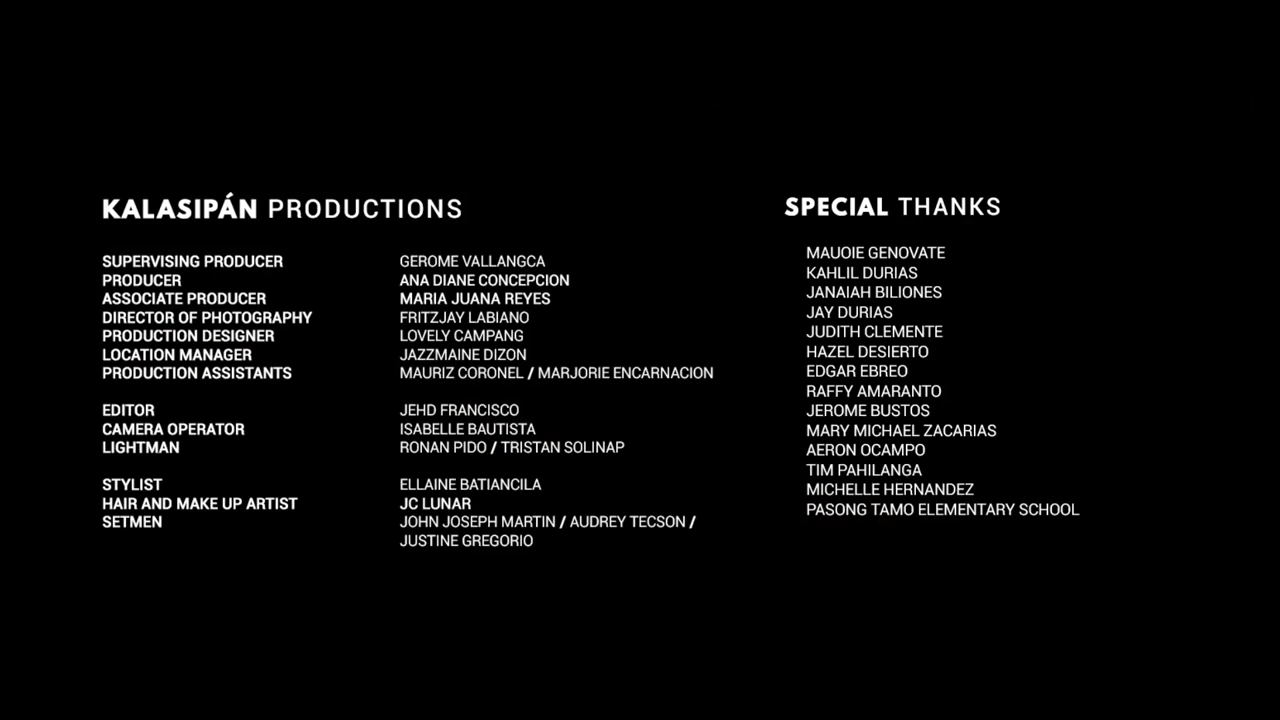 KALASIPÁN PRODUCTIONS
SUPERVISING PRODUCER GEROME VALLANGCA
PRODUCER ANA DIANE CONCEPCION
ASSOCIATE PRODUCER MARIA JUANA REYES
DIRECTOR OF PHOTOGRAPHY FRITZJAY LABIANO
PRODUCTION DESIGNER LOVELY CAMPANG
LOCATION MANAGER JAZZMAINE DIZON
PRODUCTION ASSISTANTS MAURIZ CORONEL / MARJORIE ENCARNACION
EDITOR JEHD FRANCISCO
CAMERA OPERATOR ISABELLE BAUTISTA
LIGHTMAN RONAN PIDO / TRISTAN SOLINAP
STYLIST ELLAINE BATIANCILA
HAIR AND MAKE UP ARTIST JC LUNAR
SETMEN JOHN JOSEPH MARTIN / AUDREY TECSON /
JUSTINE GREGORIO
SPECIAL THANKS
MAUOIE GENOVATE
KAHLIL DURIAS
JANAIAH BILIONES
JAY DURIAS
JUDITH CLEMENTE
HAZEL DESIERTO
EDGAR EBREO
RAFFY AMARANTO
JEROME BUSTOS
MARY MICHAEL ZACARIAS
AERON OCAMPO
TIM PAHILANGA
MICHELLE HERNANDEZ
PASONG TAMO ELEMENTARY SCHOOL